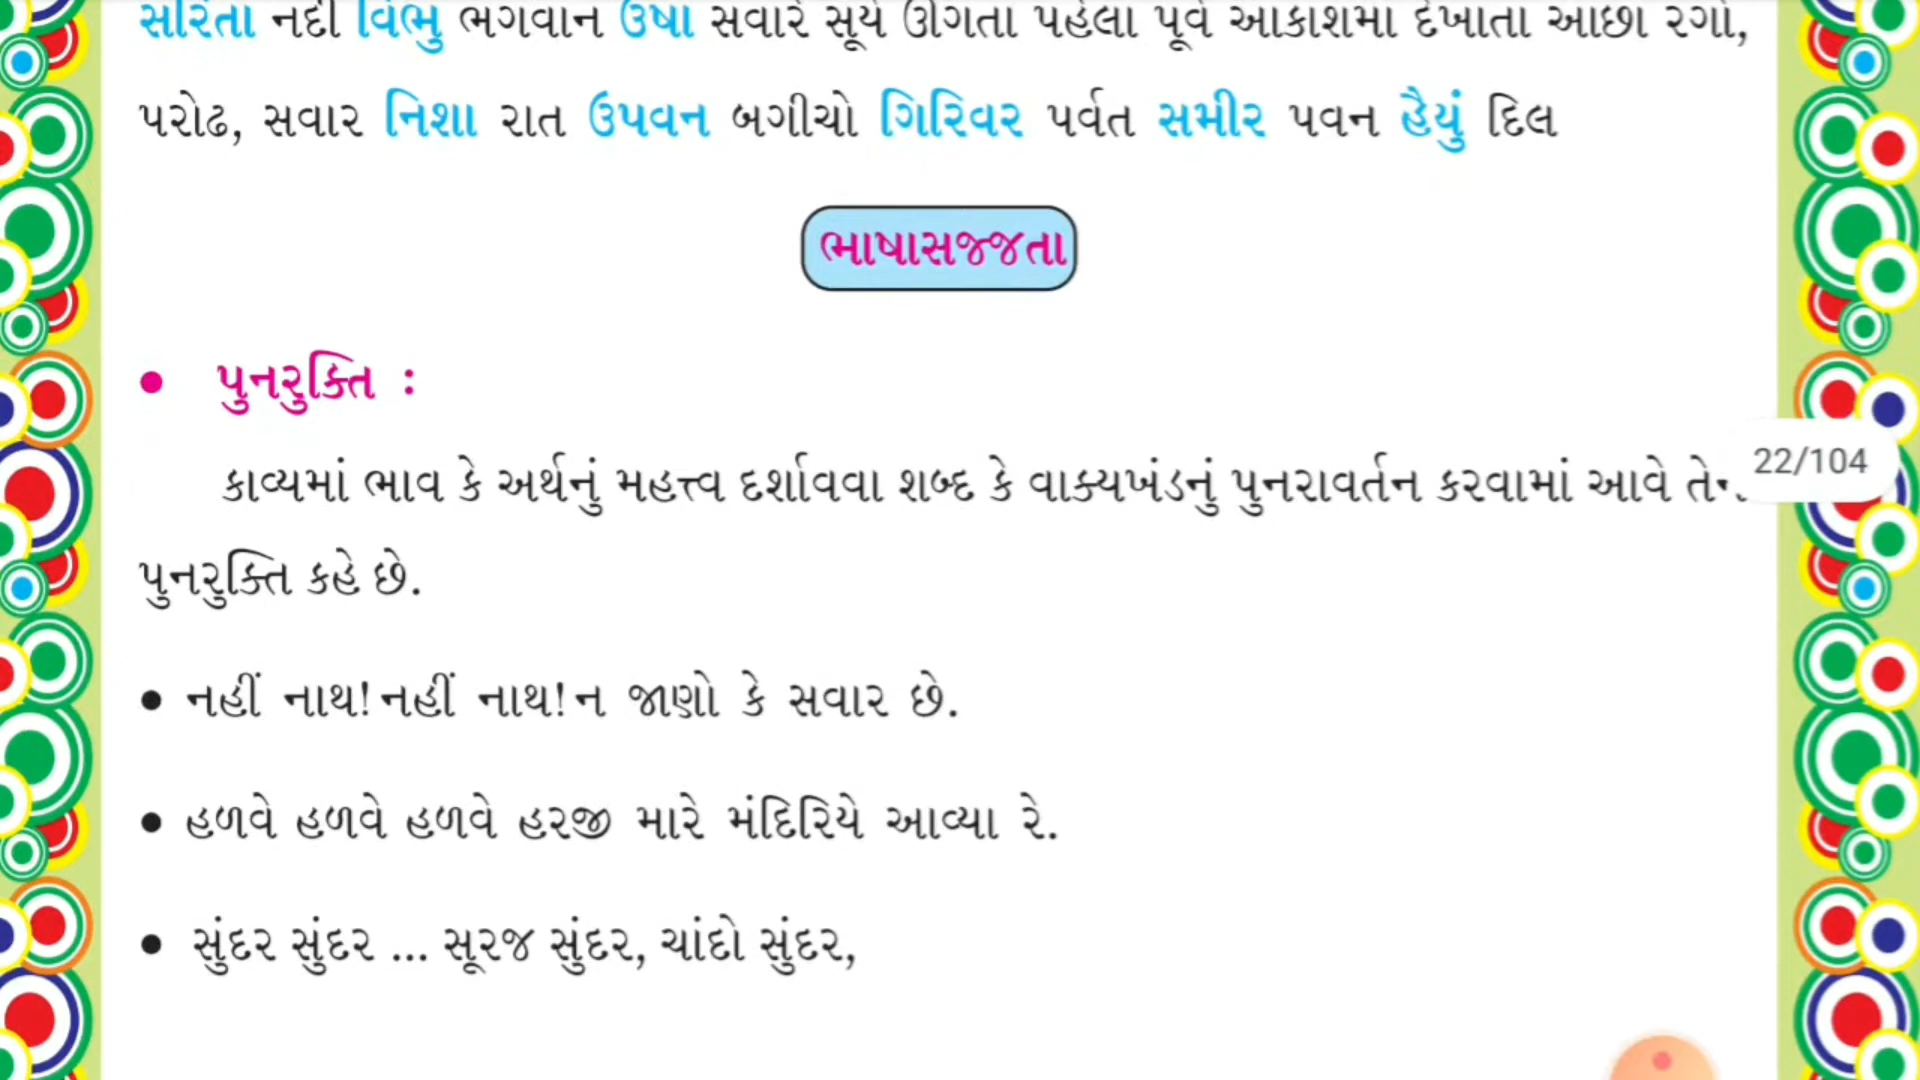 સરિતા નદી વિભુ ભગવાન ઉષા સવારે સૂર્ય ઊગતા પહેલા પૂર્વ આકાશમાં દેખાતા આછા રંગો,
પરોઢ, સવાર નિશા રાત ઉપવન બગીચો ગિરિવર પર્વત સમીર પવન હૈયું દિલ
ભાષાસજ્જતા
• પુનરુક્તિ :
કાવ્યમાં ભાવ કે અર્થનું મહત્ત્વ દર્શાવવા શબ્દ કે વાક્યખંડનું પુનરાવર્તન કરવામાં આવે
22/104
પુનરુક્તિ કહે છે.
• નહીં નાથ! નહીં નાથ! ન જાણો કે સવાર છે.
• હળવે હળવે હળવે હરજી મારે મંદિરિયે આવ્યા રે.
• સુંદર સુંદર ... સૂરજ સુંદર, ચાંદો સુંદર,